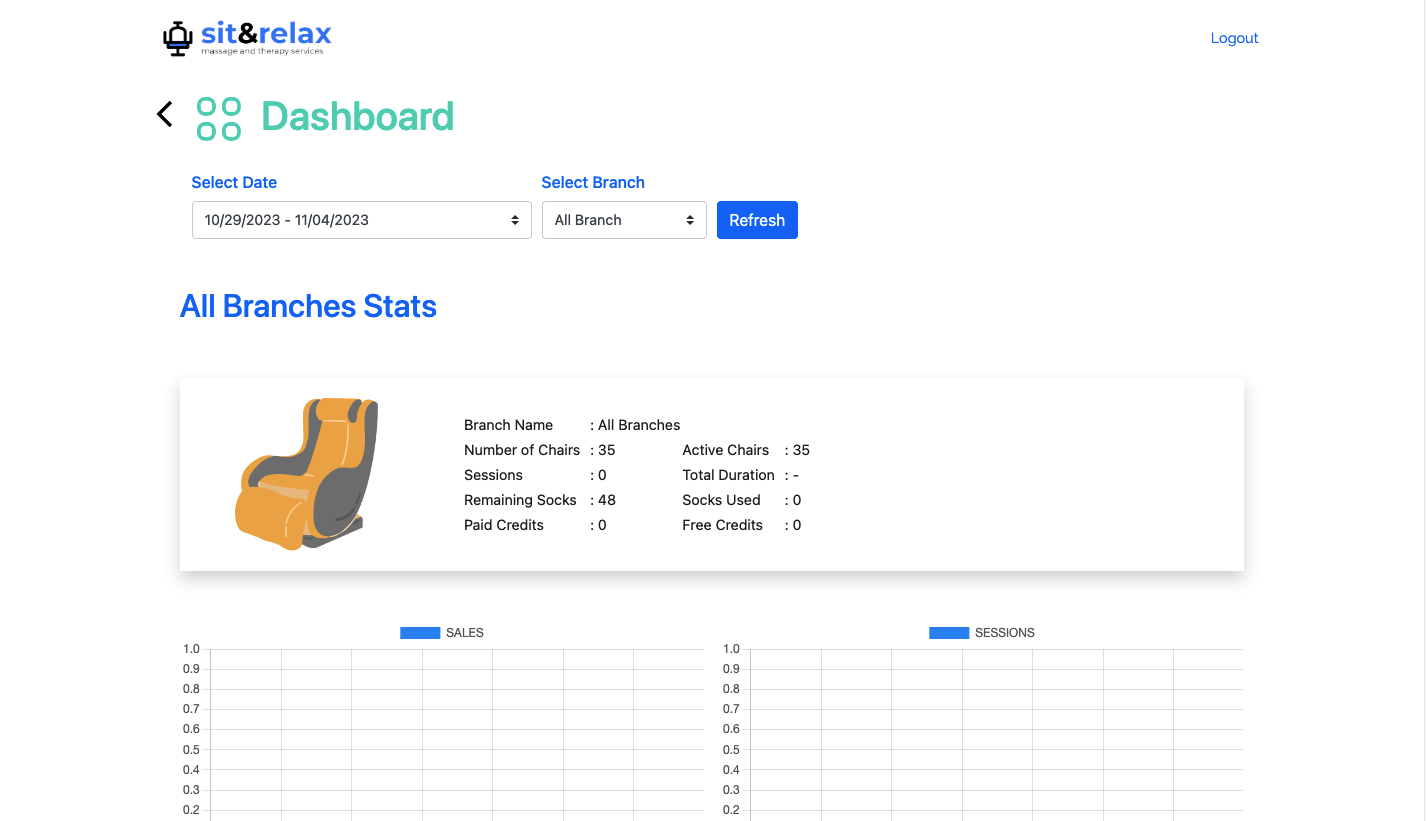 sit&relax
massage and therapy services
Logout
Dashboard
Select Date
Select Branch
10/29/2023 - 11/04/2023
All Branch
Refresh
All Branches Stats
Branch Name : All Branches
Number of Chairs : 35 Active Chairs : 35
Sessions : 0 Total Duration : -
Remaining Socks : 48 Socks Used : 0
Paid Credits : 0 Free Credits : 0
SALES
1.0
0.9
0.8
0.7
0.6
0.5
0.4
0.3
0.2
SESSIONS
1.0
0.9
0.8
0.7
0.6
0.5
0.4
0.3
0.2